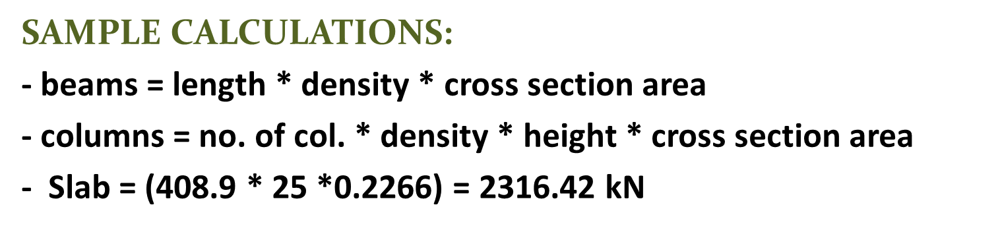 SAMPLE CALCULATIONS:
- beams = length * density * cross section area
- columns = no. of col. * density * height * cross section area
- Slab = (408.9 * 25 *0.2266) = 2316.42 kN